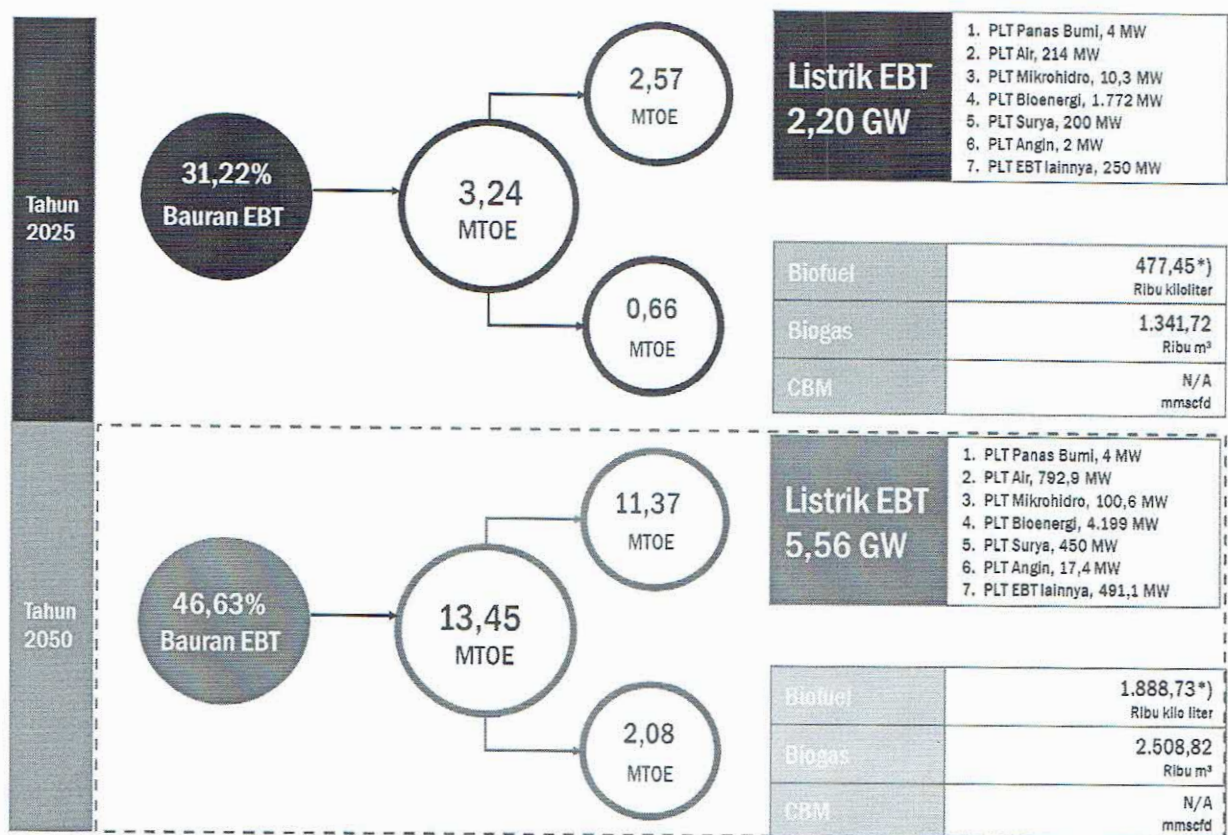 Tahun
2025
31,22%
Bauran EBT
3,24
MTOE
2,57
MTOE
0,66
MTOE
Listrik EBT
2,20 GW
1. PLT Panas Bumi, 4 MW
2. PLT Air, 214 MW
3. PLT Mikrohidro, 10,3 MW
4. PLT Bioenergi, 1.772 MW
5. PLT Surya, 200 MW
6. PLT Angin, 2 MW
7. PLT EBT lainnya, 250 MW
Biofuel
477,45*)
Ribu kiloliter
Biogas
1.341,72
Ribu m³
CBM
N/A
mmscfd
Tahun
2050
46,63%
Bauran EBT
13,45
MTOE
11,37
MTOE
2,08
MTOE
Listrik EBT
5,56 GW
1. PLT Panas Bumi, 4 MW
2. PLT Air, 792,9 MW
3. PLT Mikrohidro, 100,6 MW
4. PLT Bioenergi, 4.199 MW
5. PLT Surya, 450 MW
6. PLT Angin, 17,4 MW
7. PLT EBT lainnya, 491,1 MW
Biofuel
1.888,73*)
Ribu kilo liter
Biogas
2.508,82
Ribu m³
CBM
N/A
mmscfd